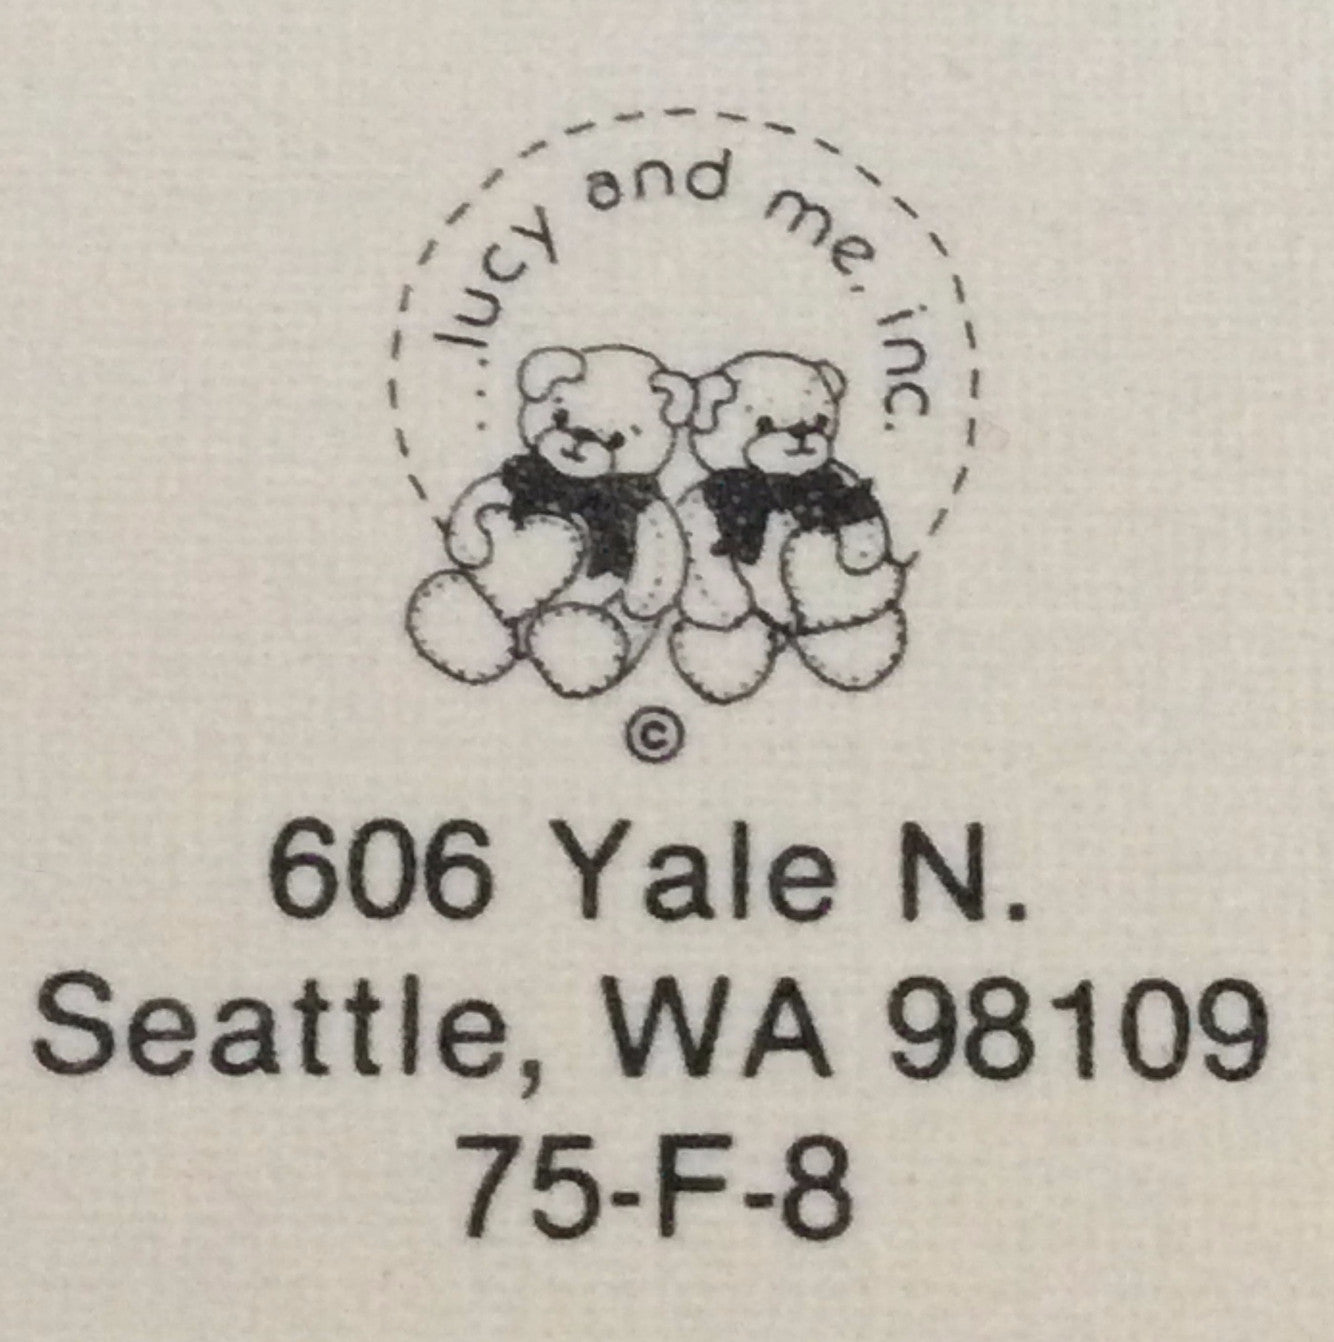 ...lucy and me, inc.
©
606 Yale N.
Seattle, WA 98109
75-F-8